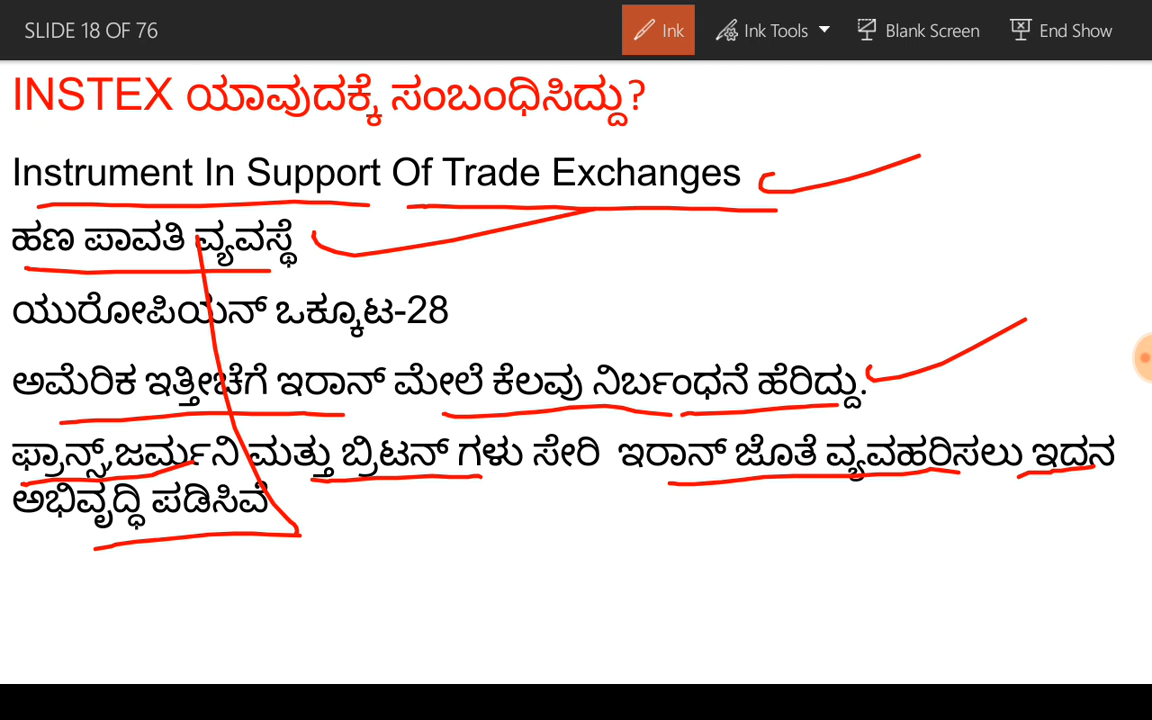 SLIDE 18 OF 76
Ink
Ink Tools
Blank Screen
End Show
INSTEX ಯಾವುದಕ್ಕೆ ಸಂಬಂಧಿಸಿದ್ದು?
Instrument In Support Of Trade Exchanges
ಹಣ ಪಾವತಿ ವ್ಯವಸ್ಥೆ
ಯುರೋಪಿಯನ್ ಒಕ್ಕೂಟ-28
ಅಮೆರಿಕ ಇತ್ತೀಚೆಗೆ ಇರಾನ್ ಮೇಲೆ ಕೆಲವು ನಿರ್ಬಂಧನೆ ಹೆರಿದ್ದು.
ಫ್ರಾನ್ಸ್,ಜರ್ಮನಿ ಮತ್ತು ಬ್ರಿಟನ್ ಗಳು ಸೇರಿ ಇರಾನ್ ಜೊತೆ ವ್ಯವಹರಿಸಲು ಇದನ
ಅಭಿವೃದ್ಧಿ ಪಡಿಸಿವೆ